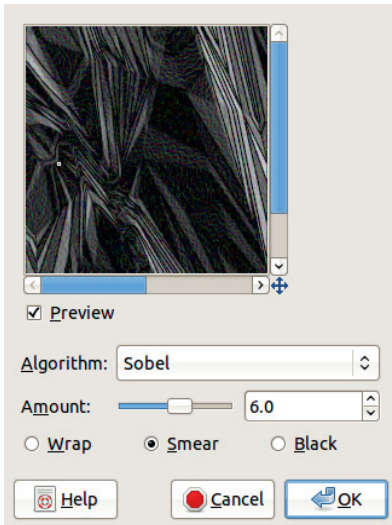 Preview
Algorithm: Sobel
Amount: 6.0
Wrap Smear Black
Help Cancel OK